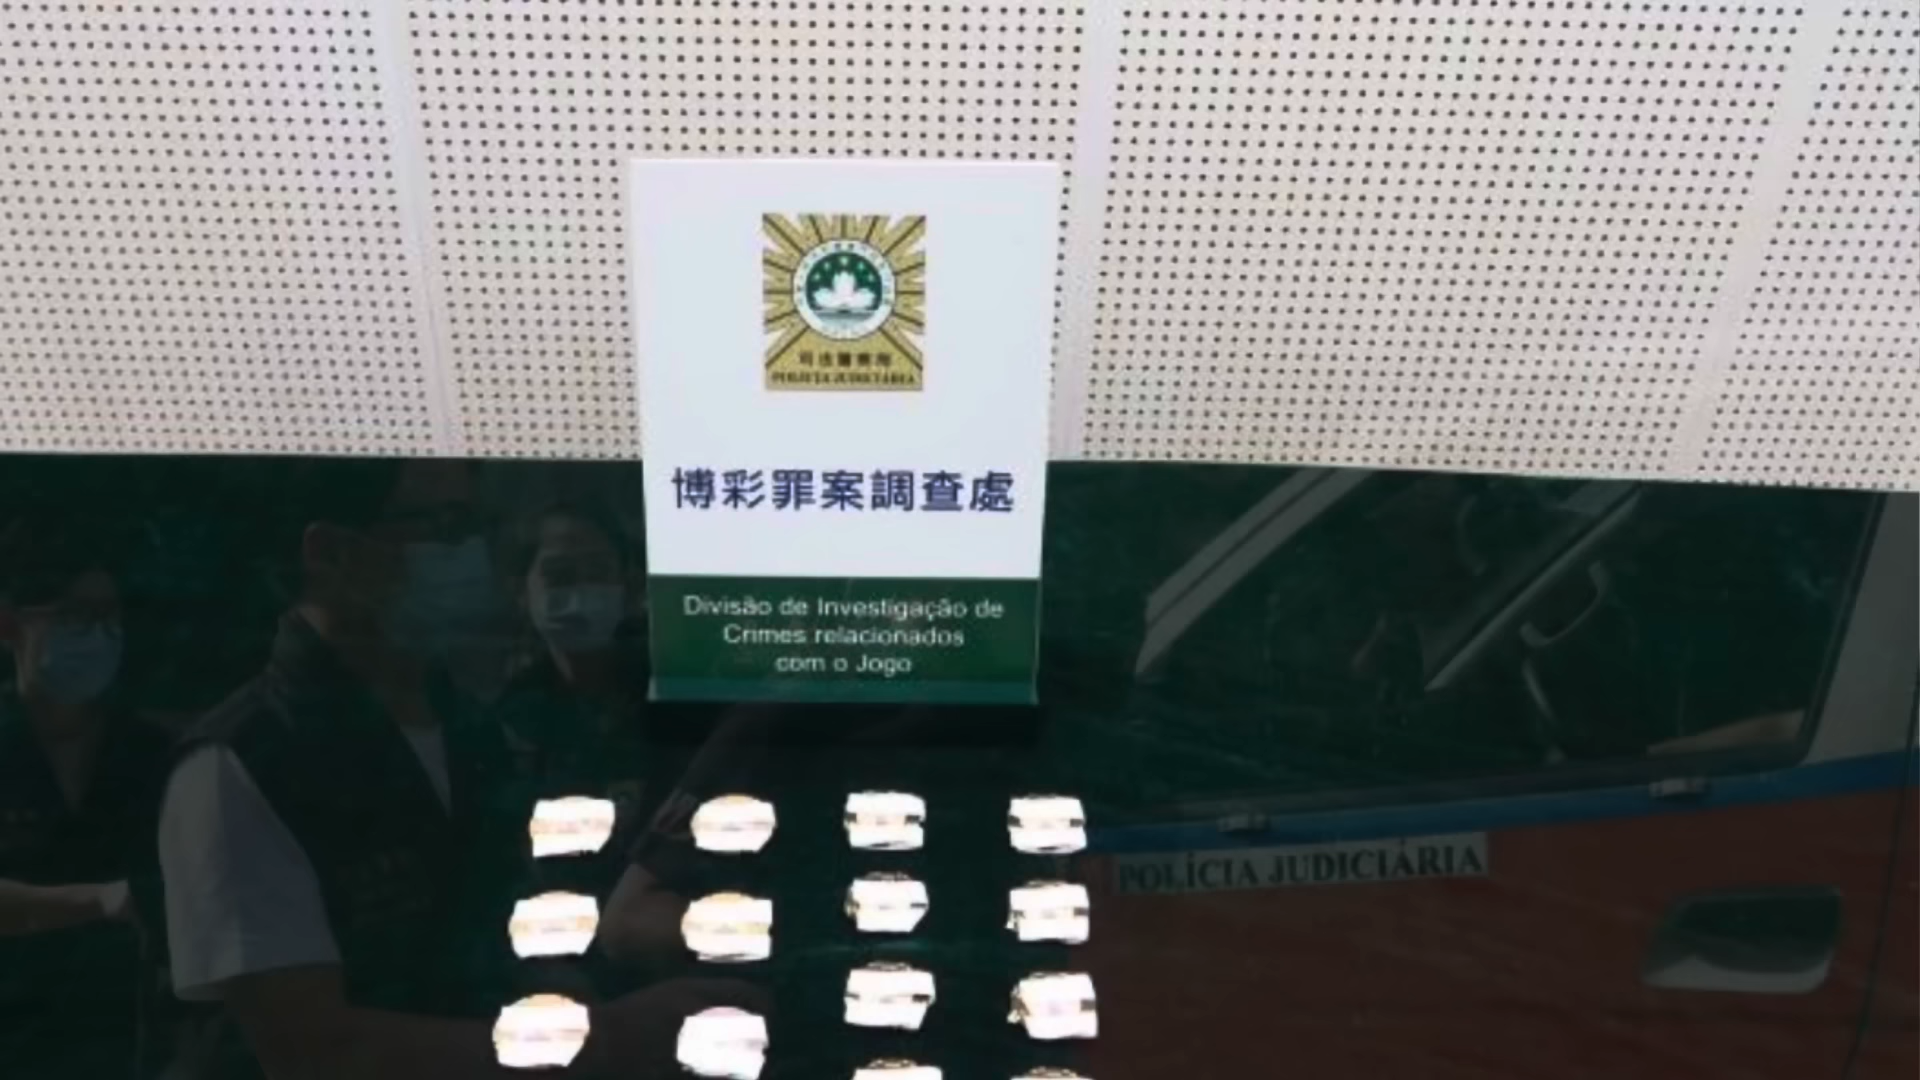 司法警察局
POLÍCIA JUDICIÁRIA
博彩罪案調查處
Divisão de Investigação de
Crimes relacionados
com o Jogo
POLÍCIA JUDICIÁRIA